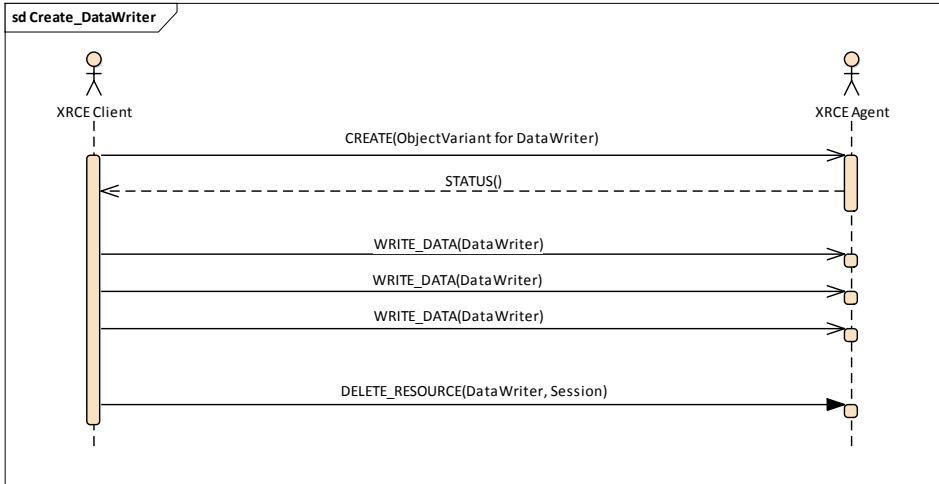 sd Create_DataWriter
XRCE Client
XRCE Agent
CREATE(ObjectVariant for DataWriter)
STATUS()
WRITE_DATA(DataWriter)
WRITE_DATA(DataWriter)
WRITE_DATA(DataWriter)
DELETE_RESOURCE(DataWriter, Session)